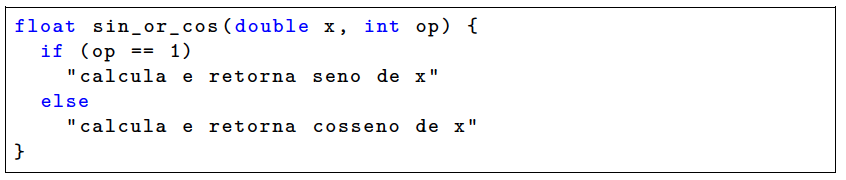 float sin_or_cos(double x, int op) {
  if (op == 1)
    "calcula e retorna seno de x"
  else
    "calcula e retorna cosseno de x"
}